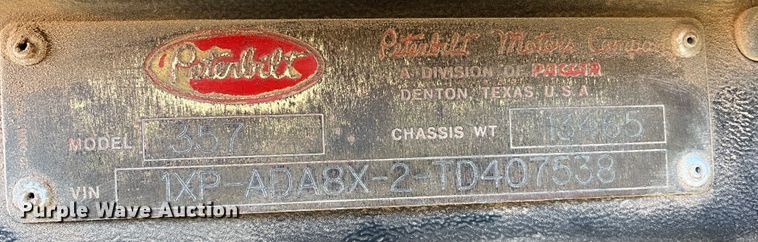 Peterbilt
Peterbilt Motors Company
A DIVISION OF PACCAR
DENTON, TEXAS, U.S.A.
MODEL 357
CHASSIS WT 13465
VIN 1XP-ADA8X-2-TD407538
Purple Wave Auction